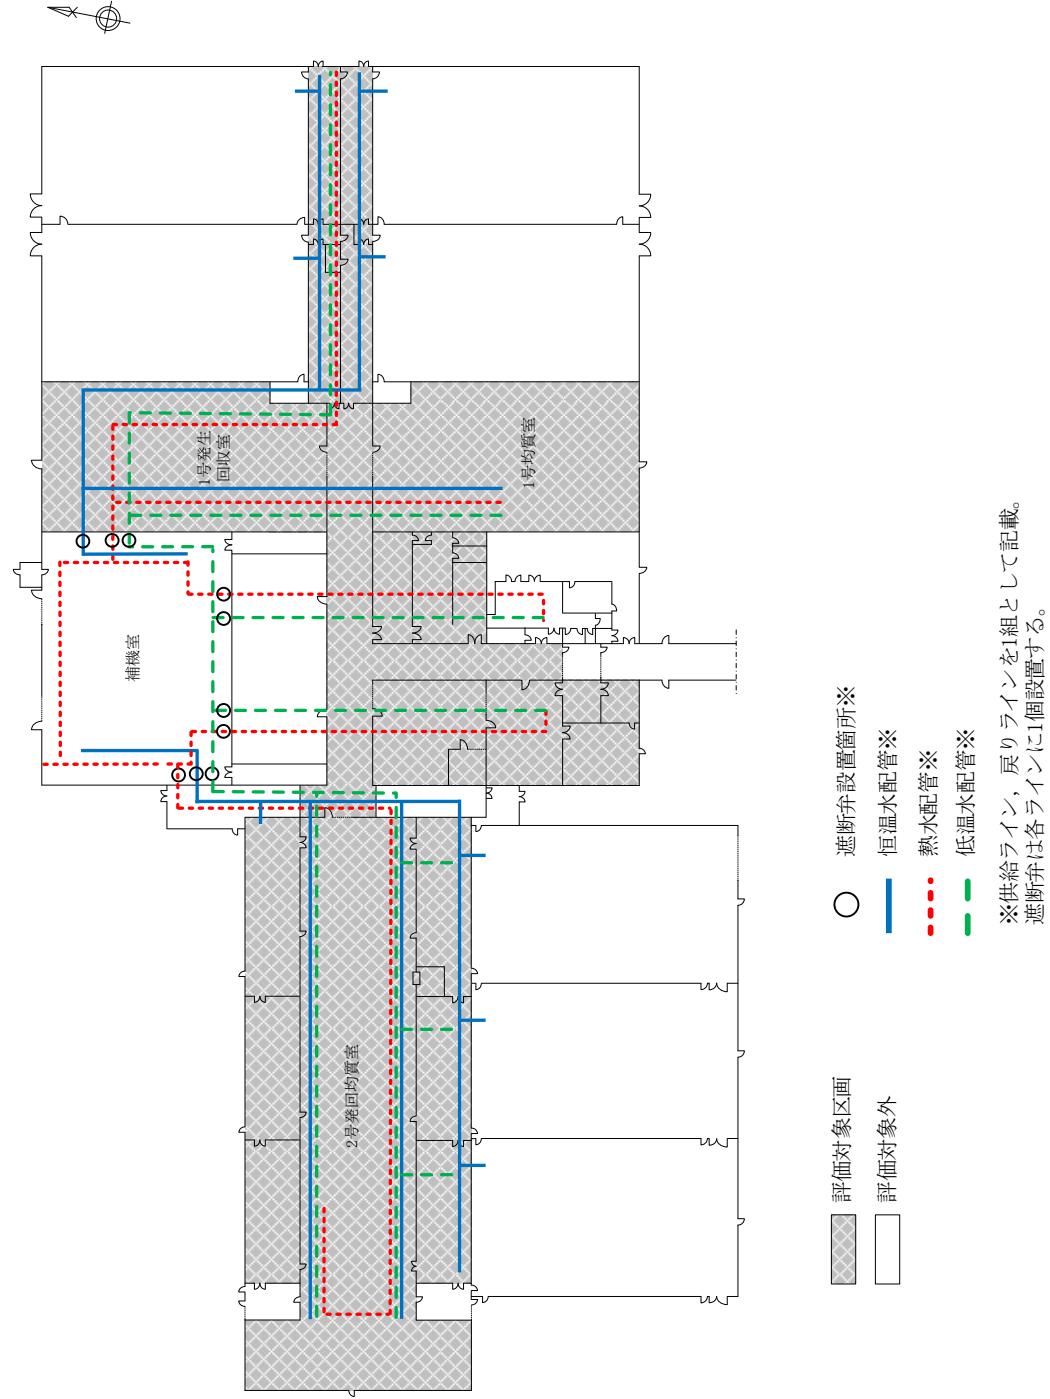 1号発生
回収室
1号均質室
補機室
2号発回均質室
遮断弁設置箇所※
恒温水配管※
熱水配管※
低温水配管※
※供給ライン，戻りラインを1組として記載。
遮断弁は各ラインに1個設置する。
評価対象区画
評価対象外